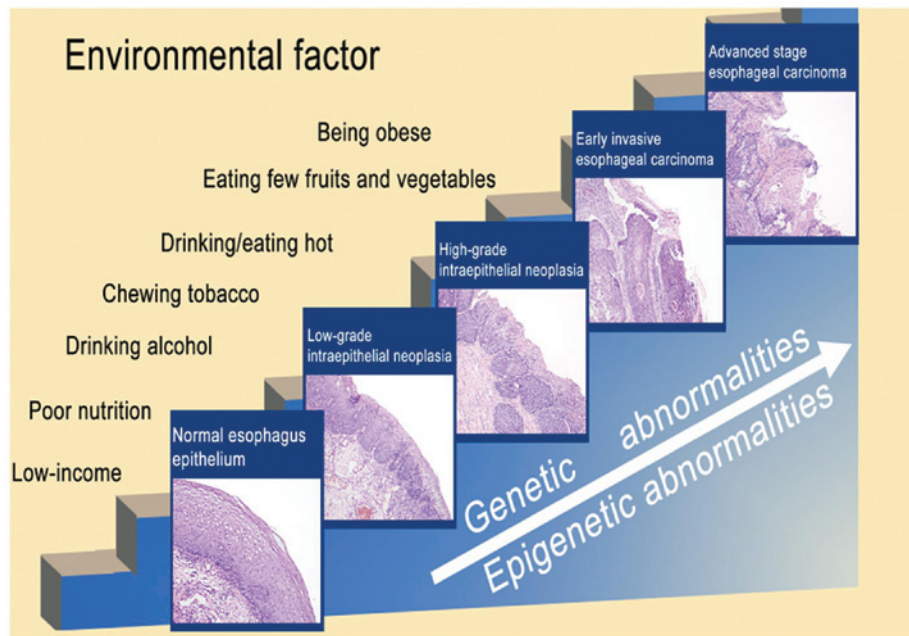 Environmental factor
Being obese
Eating few fruits and vegetables
Drinking/eating hot
Chewing tobacco
Drinking alcohol
Poor nutrition
Low-income
Normal esophagus
epithelium
Low-grade
intraepithelial neoplasia
High-grade
intraepithelial neoplasia
Early invasive
esophageal carcinoma
Advanced stage
esophageal carcinoma
Genetic abnormalities
Epigenetic abnormalities